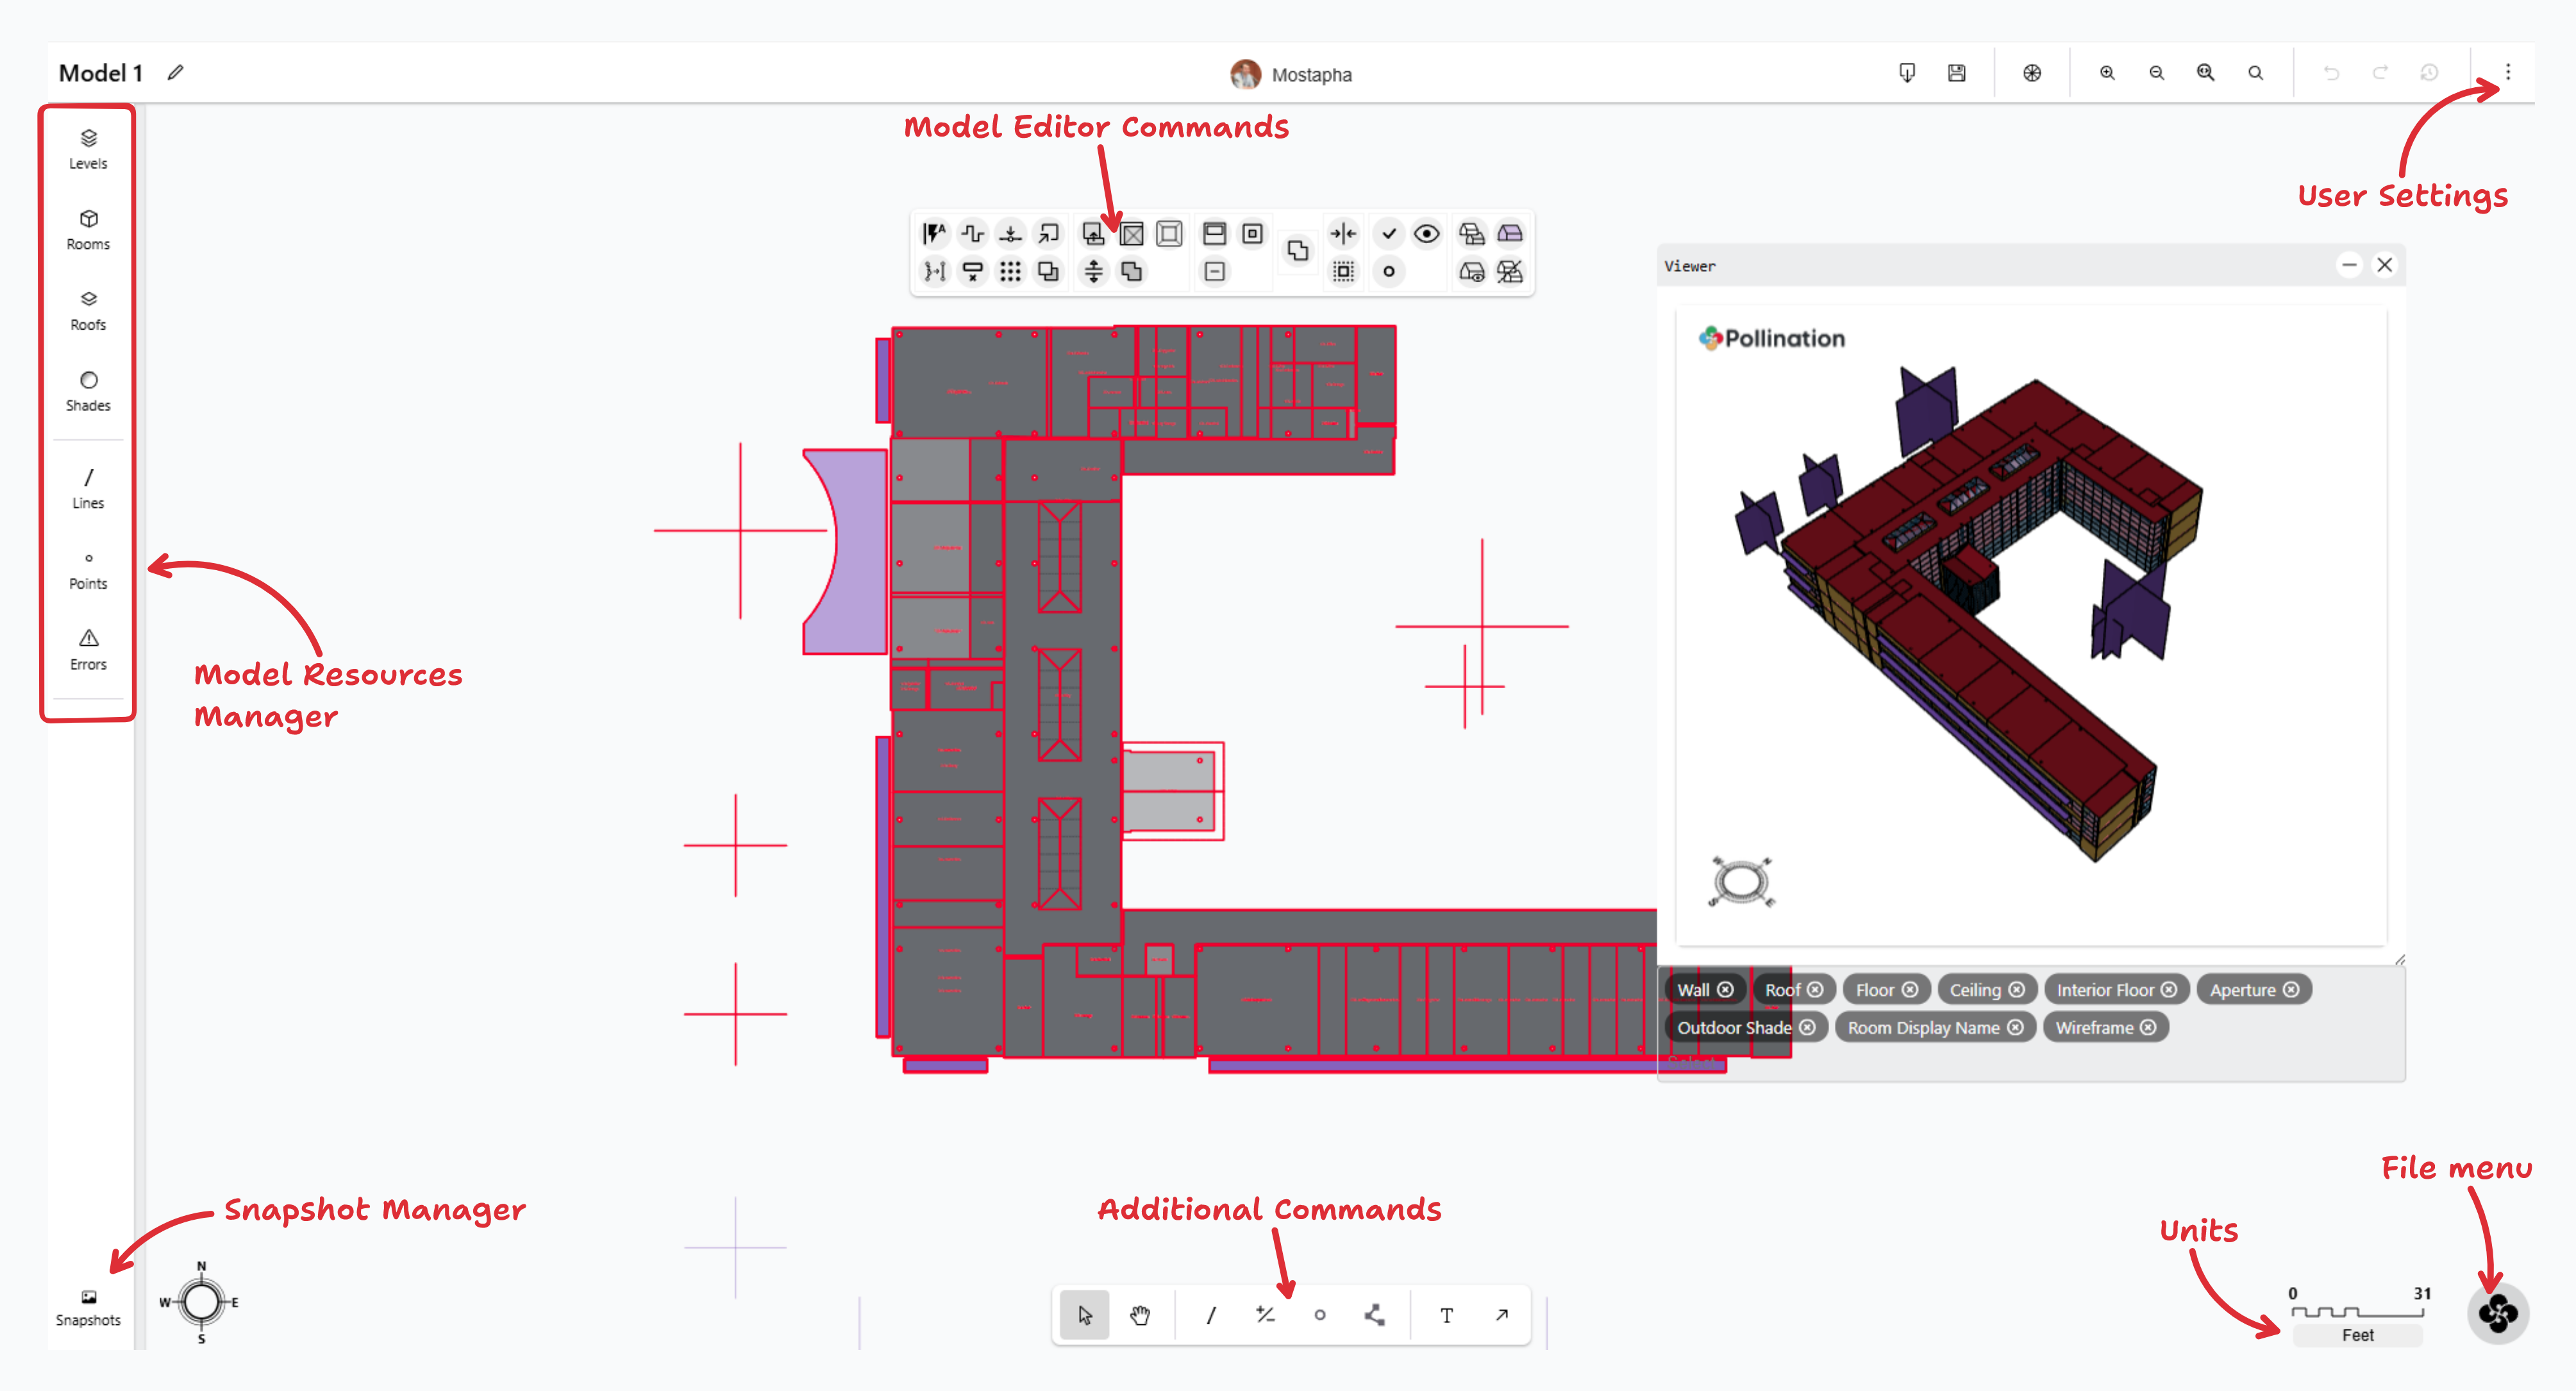 Model 1
Mostapha
Model Editor Commands
User Settings
Levels
Rooms
Roofs
Shades
Lines
Points
Errors
Model Resources
Manager
Viewer
Pollination
N
S
E
Wall
Roof
Floor
Ceiling
Interior Floor
Aperture
Outdoor Shade
Room Display Name
Wireframe
Select
Snapshot Manager
Additional Commands
File menu
Units
Snapshots
N
W
E
S
T
0 31
Feet